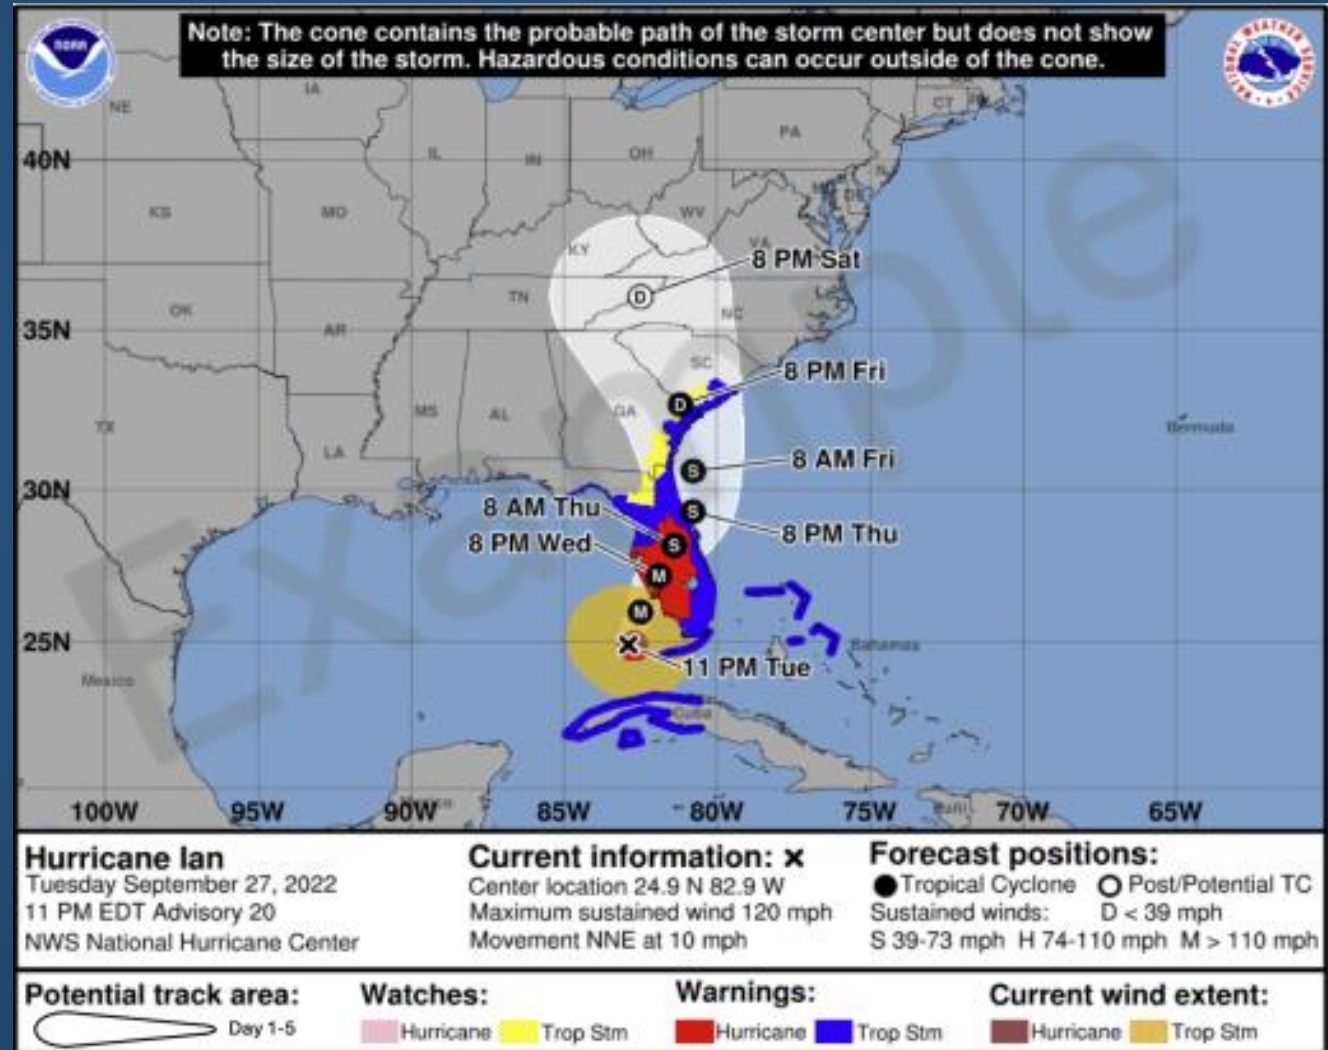 Note: The cone contains the probable path of the storm center but does not show
the size of the storm. Hazardous conditions can occur outside of the cone.
NOAA
NATIONAL WEATHER SERVICE
IA
NE
CT
PA
40N
IL
IN
OH
KS
MO
WV
KY
VA
8 PM Sat
D
OK
TN
NC
35N
AR
SC
8 PM Fri
D
TX
MS
AL
GA
Bermuda
LA
8 AM Fri
S
30N
8 AM Thu
S
8 PM Thu
8 PM Wed
S
M
M
25N
Bahamas
11 PM Tue
Mexico
Cuba
Example
100W 95W 90W 85W 80W 75W 70W 65W
Hurricane Ian
Tuesday September 27, 2022
11 PM EDT Advisory 20
NWS National Hurricane Center
Current information: x
Center location 24.9 N 82.9 W
Maximum sustained wind 120 mph
Movement NNE at 10 mph
Forecast positions:
Tropical Cyclone Post/Potential TC
Sustained winds: D < 39 mph
S 39-73 mph H 74-110 mph M > 110 mph
Potential track area:
Day 1-5
Watches:
Hurricane Trop Stm
Warnings:
Hurricane Trop Stm
Current wind extent:
Hurricane Trop Stm